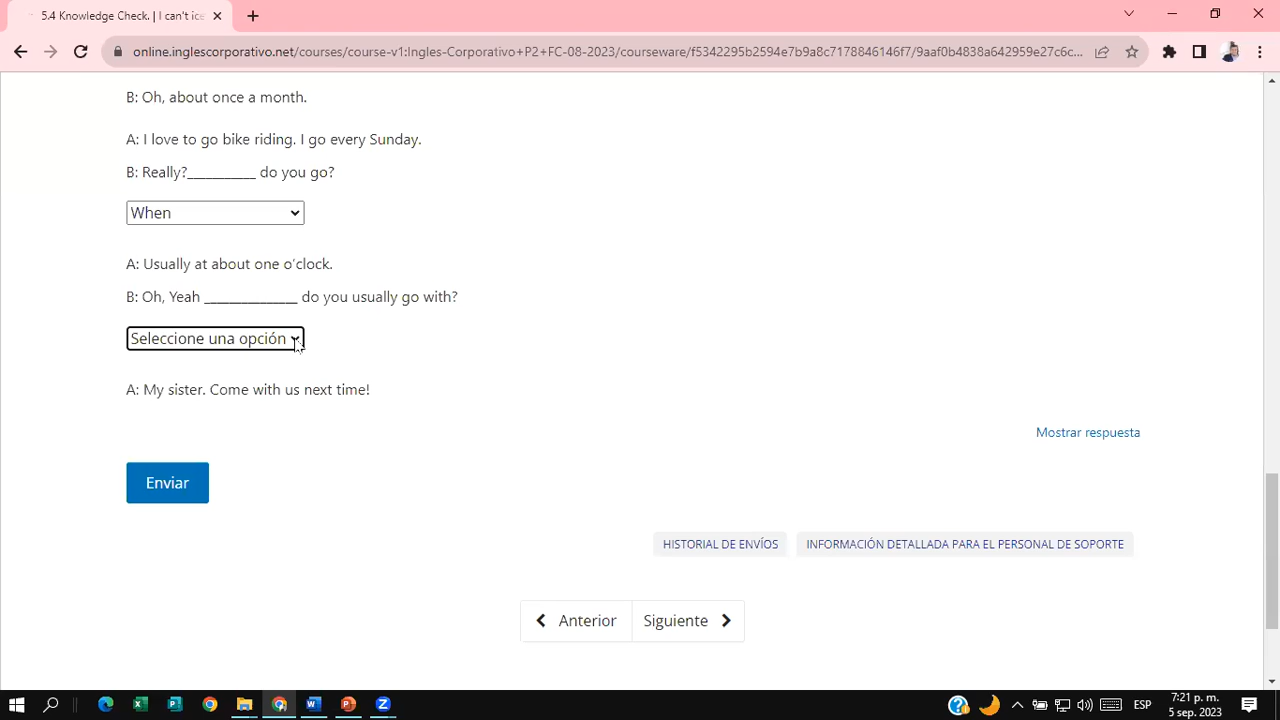 5.4 Knowledge Check. | I can't ice
online.inglescorporativo.net/courses/course-v1:Ingles-Corporativo+P2+FC-08-2023/courseware/f5342295b2594e7b9a8c7178846146f7/9aaf0b4838a642959e27c6c...
B: Oh, about once a month.
A: I love to go bike riding. I go every Sunday.
B: Really?___________ do you go?
When
A: Usually at about one o'clock.
B: Oh, Yeah _______________ do you usually go with?
Seleccione una opción
A: My sister. Come with us next time!
Mostrar respuesta
Enviar
HISTORIAL DE ENVÍOS
INFORMACIÓN DETALLADA PARA EL PERSONAL DE SOPORTE
Anterior
Siguiente
ESP
7:21 p. m.
5 sep. 2023